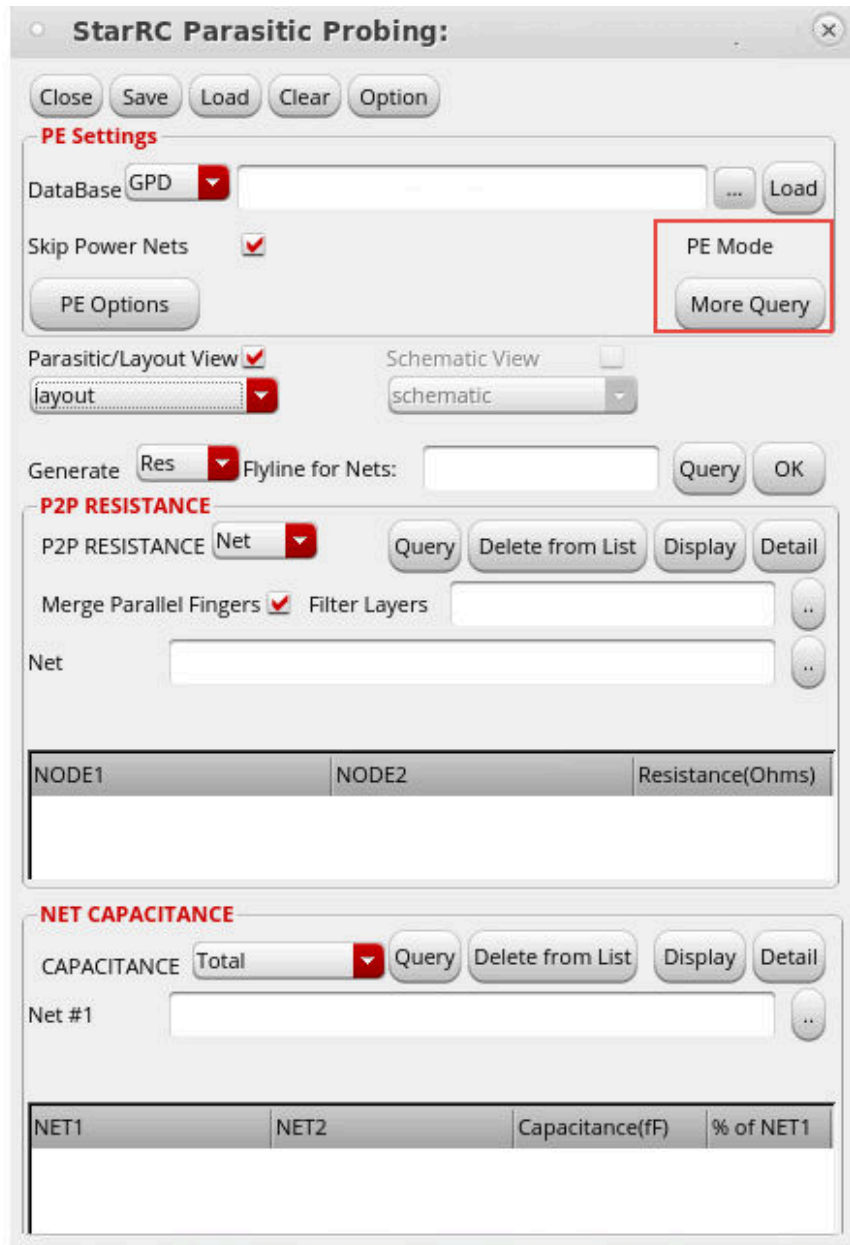 StarRC Parasitic Probing:
Close Save Load Clear Option
PE Settings
DataBase GPD ... Load
Skip Power Nets PE Mode
PE Options More Query
Parasitic/Layout View Schematic View
layout schematic
Generate Res Flyline for Nets: Query OK
P2P RESISTANCE
P2P RESISTANCE Net Query Delete from List Display Detail
Merge Parallel Fingers Filter Layers ..
Net ..
NODE1 NODE2 Resistance(Ohms)
NET CAPACITANCE
CAPACITANCE Total Query Delete from List Display Detail
Net #1 ..
NET1 NET2 Capacitance(fF) % of NET1